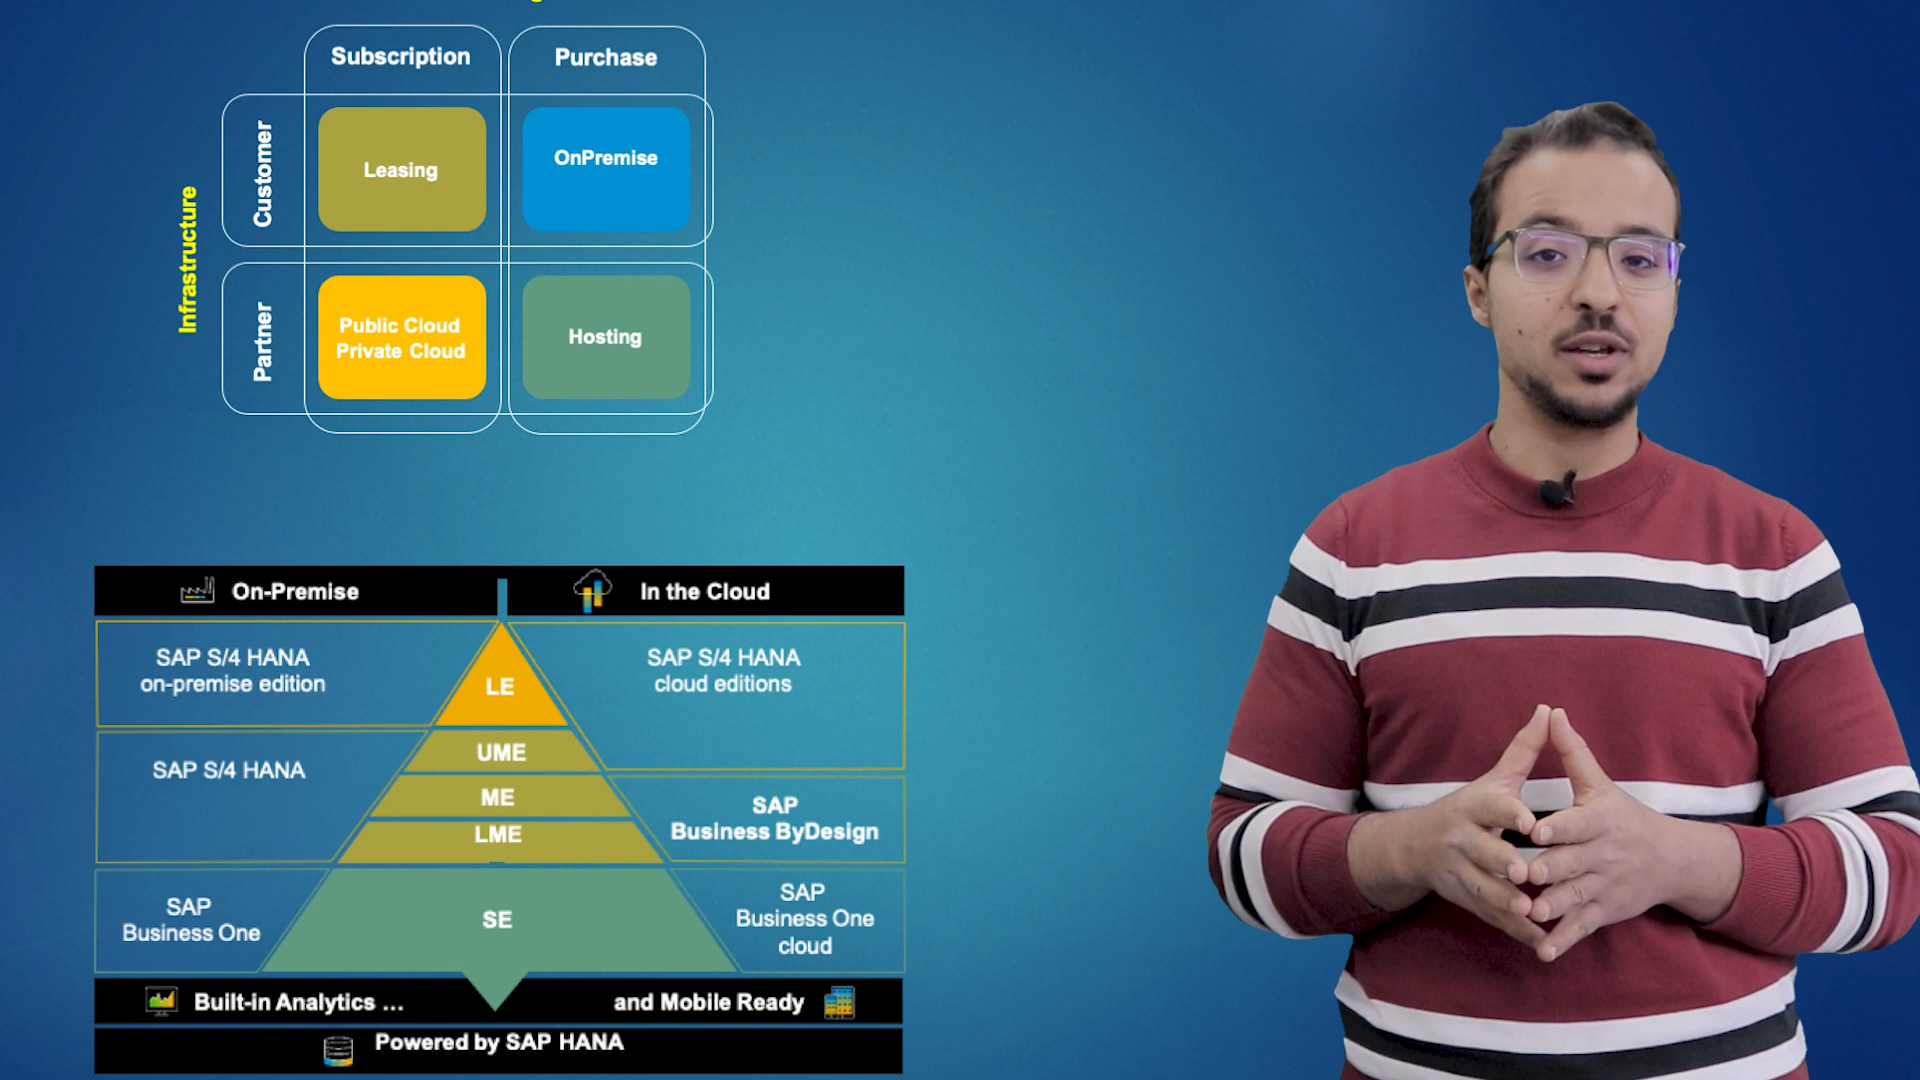 Subscription
Purchase
Infrastructure
Customer
Leasing
OnPremise
Partner
Public Cloud
Private Cloud
Hosting
On-Premise
In the Cloud
SAP S/4 HANA
on-premise edition
LE
SAP S/4 HANA
cloud editions
SAP S/4 HANA
UME
ME
LME
SAP
Business ByDesign
SAP
Business One
SE
SAP
Business One
cloud
Built-in Analytics ...
and Mobile Ready
Powered by SAP HANA